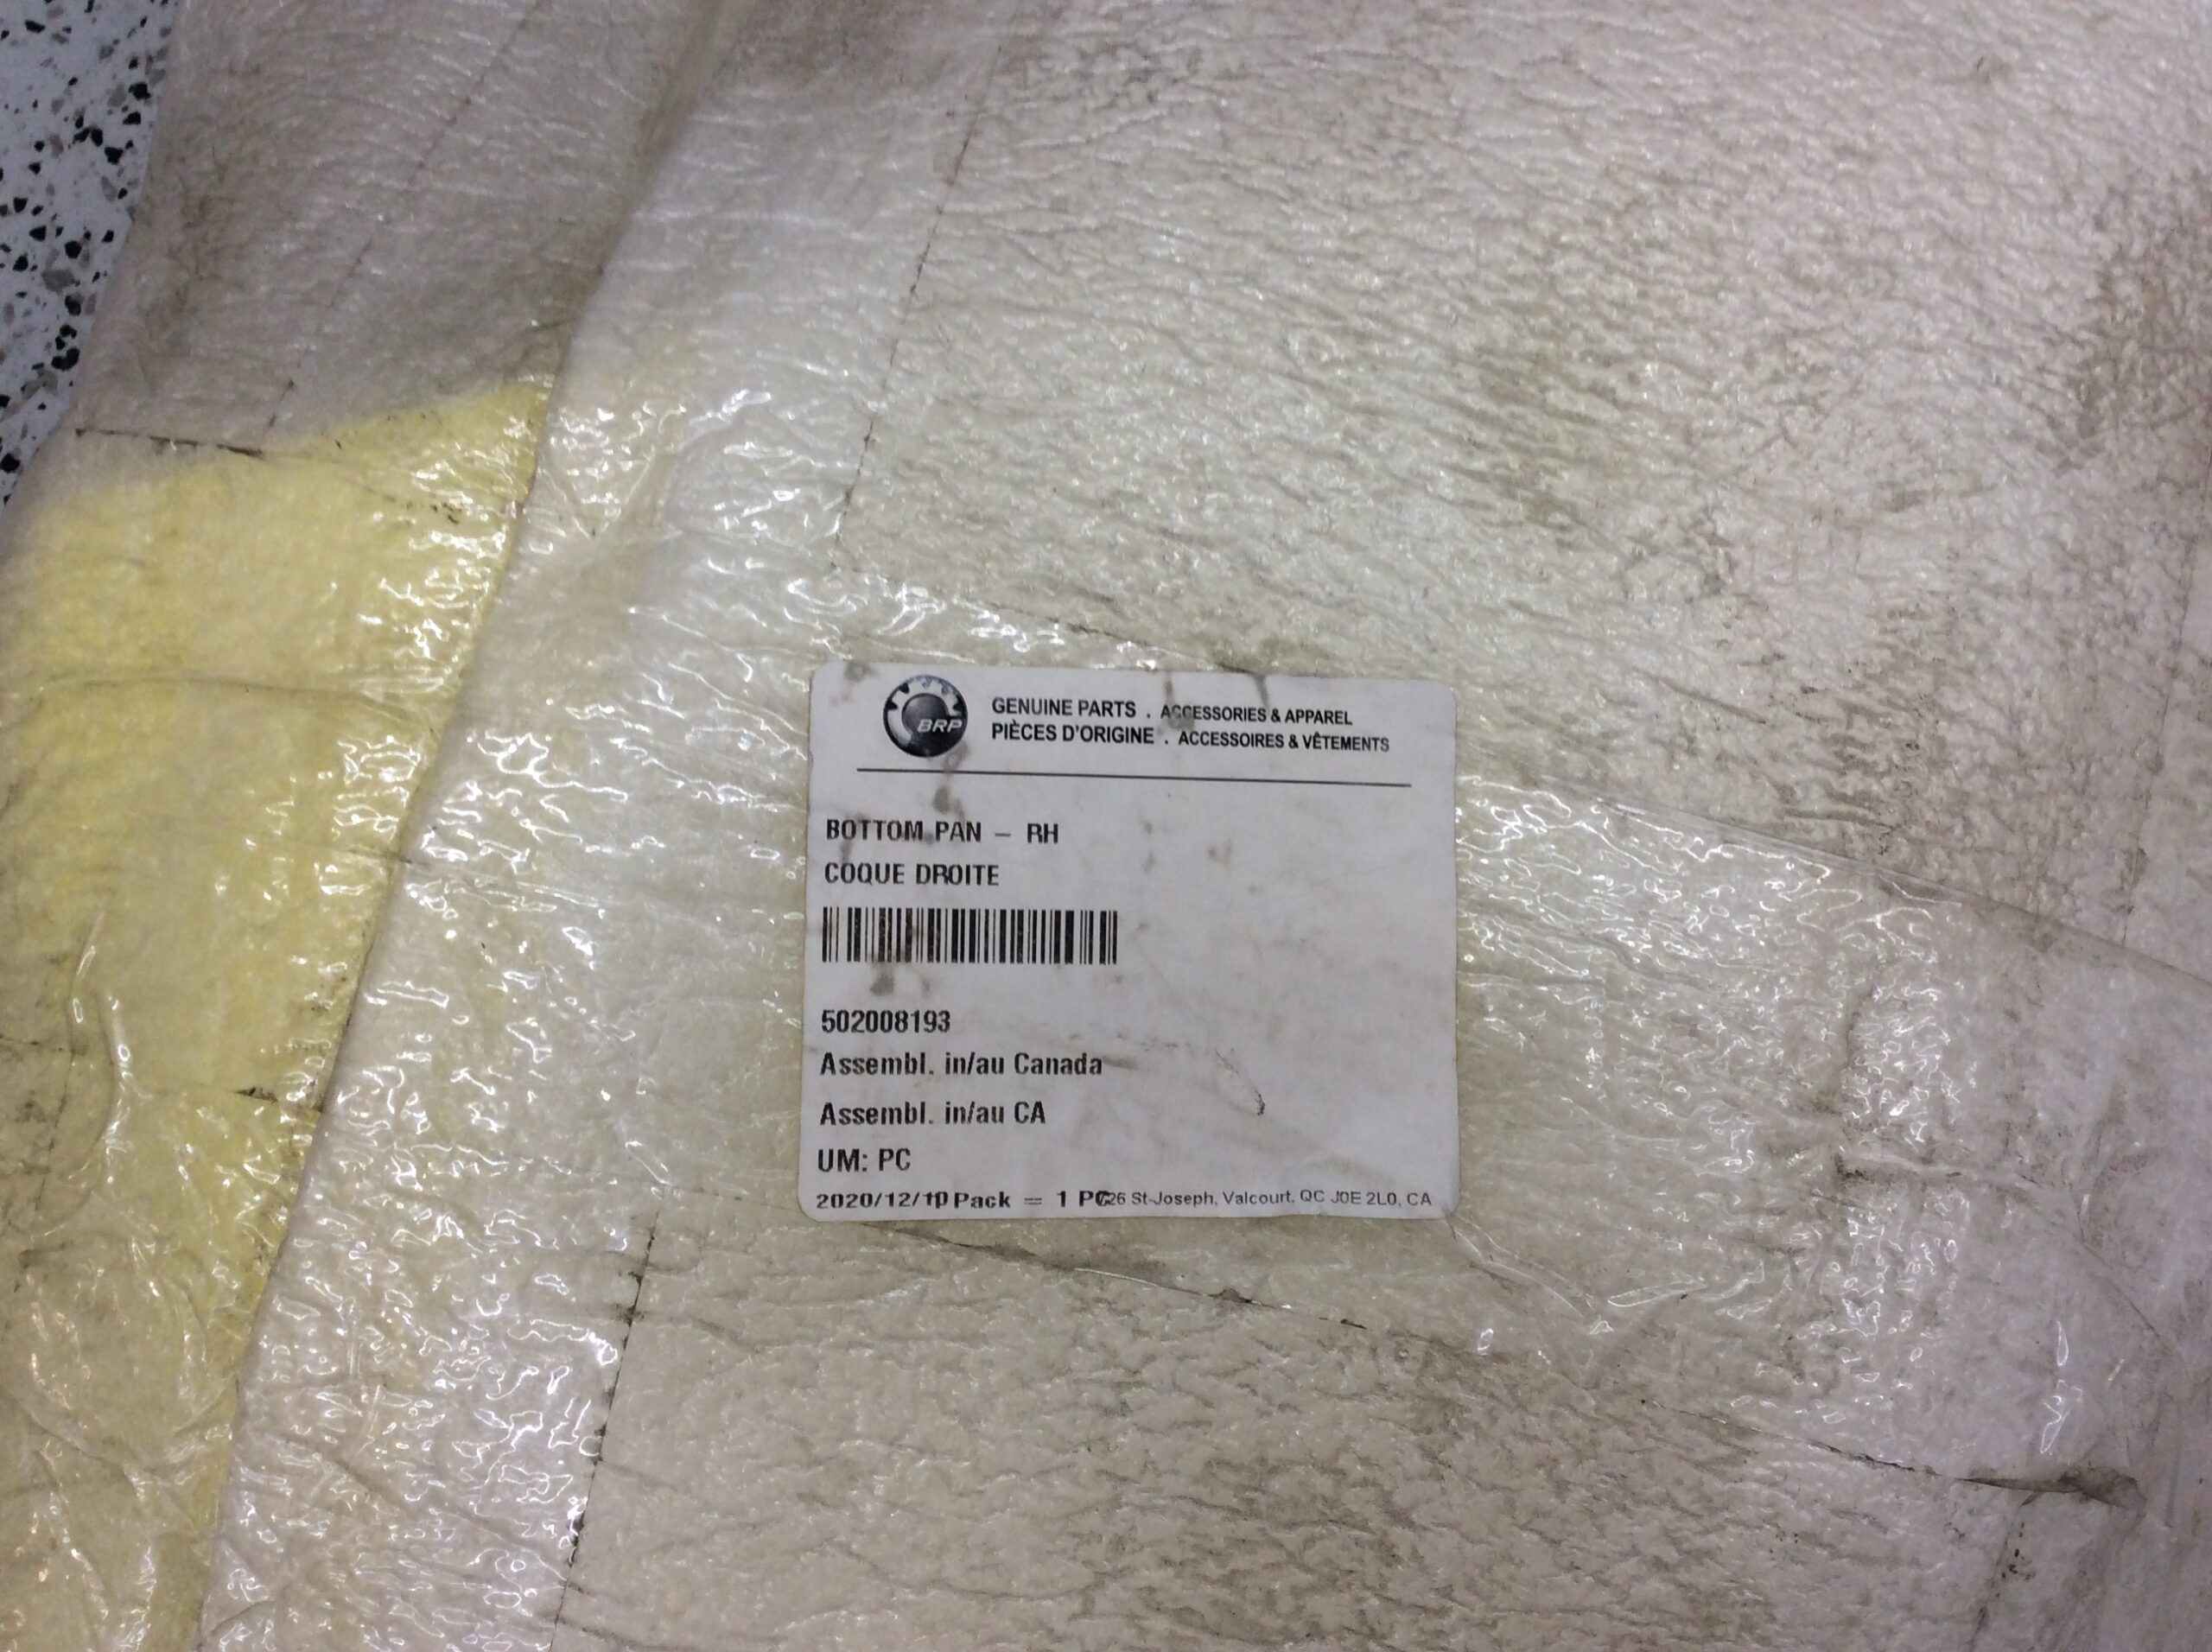 BRP
GENUINE PARTS . ACCESSORIES & APPAREL
PIÈCES D'ORIGINE . ACCESSOIRES & VÊTEMENTS
BOTTOM PAN – RH
COQUE DROITE
502008193
Assembl. in/au Canada
Assembl. in/au CA
UM: PC
2020/12/10 Pack = 1 PC 726 St-Joseph, Valcourt, QC J0E 2L0, CA